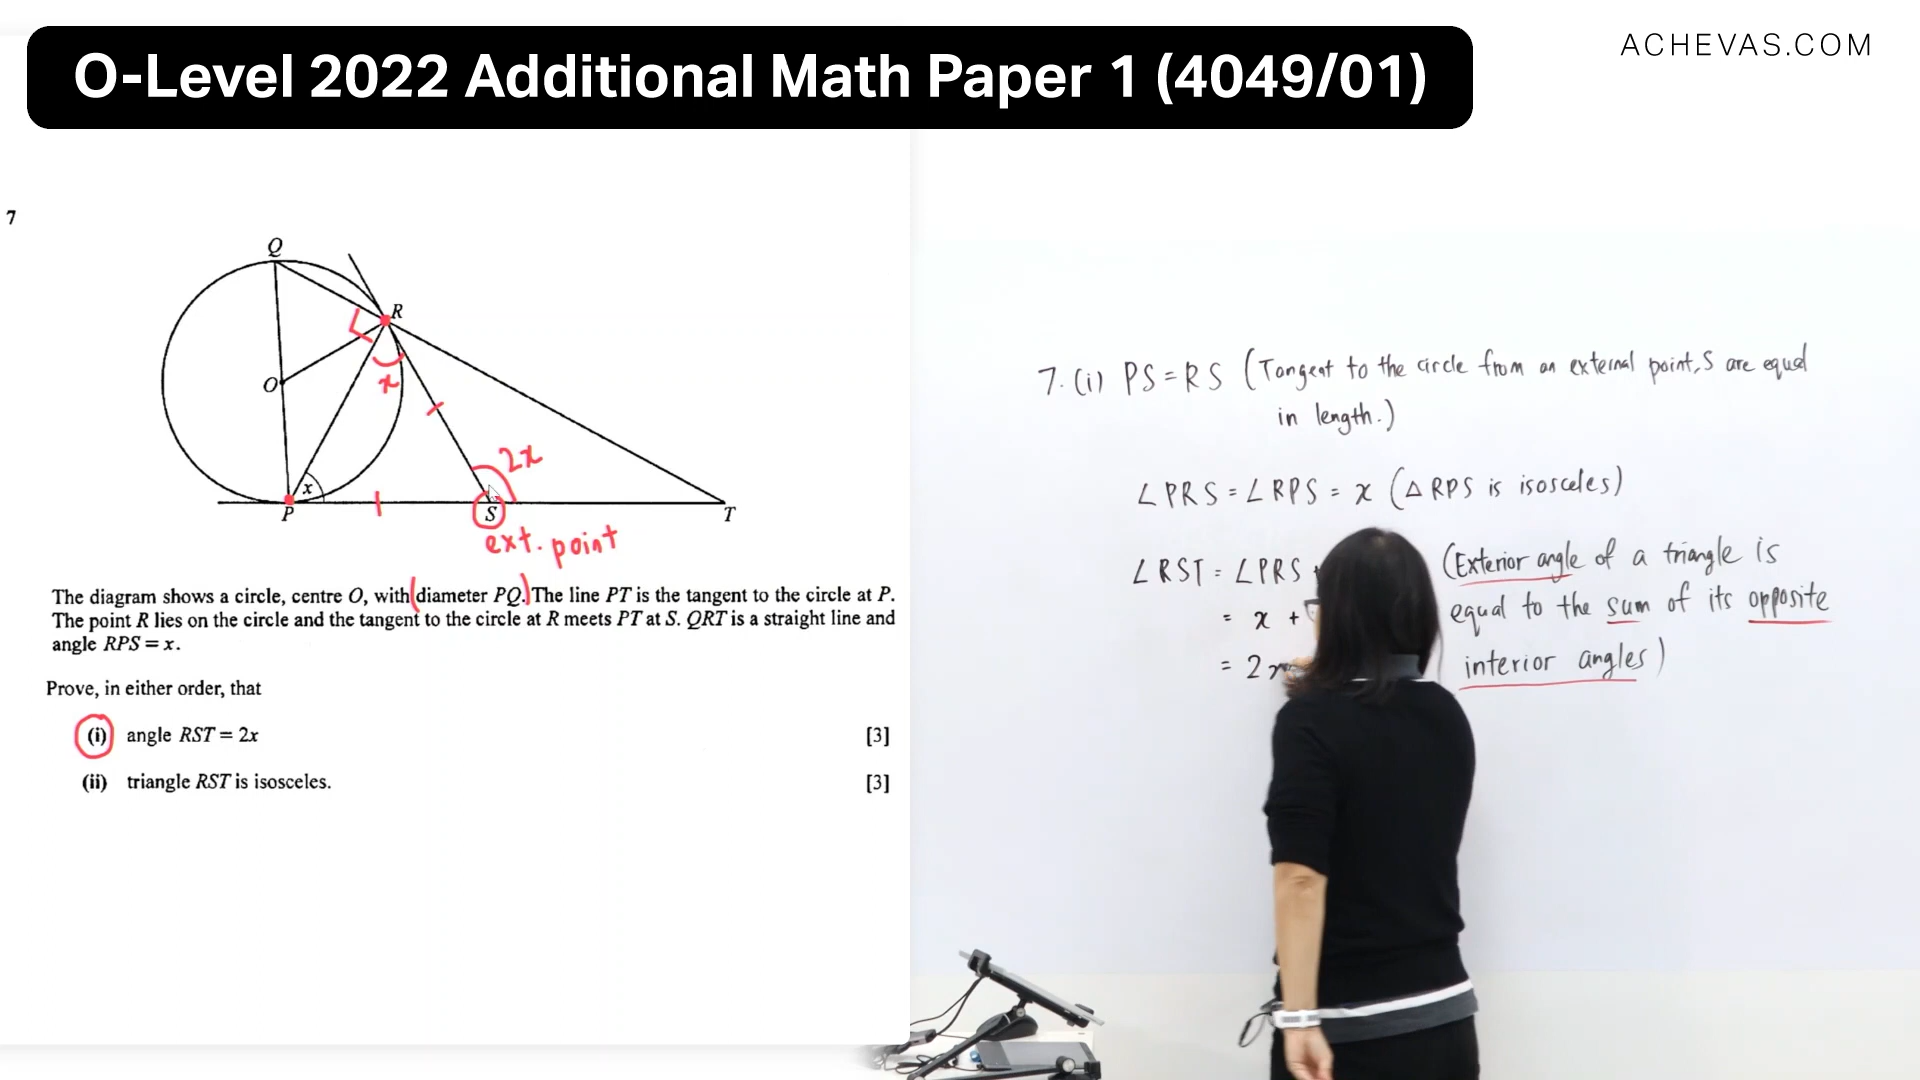 O-Level 2022 Additional Math Paper 1 (4049/01)
ACHEVAS.COM
7
Q
R
O
x
2x
x
P
S
T
ext. point
The diagram shows a circle, centre O, with (diameter PQ.) The line PT is the tangent to the circle at P.
The point R lies on the circle and the tangent to the circle at R meets PT at S. QRT is a straight line and
angle RPS = x.
Prove, in either order, that
(i) angle RST = 2x [3]
(ii) triangle RST is isosceles. [3]
7. (i) PS = RS (Tangent to the circle from an external point, S are equal
in length.)
∠PRS = ∠RPS = x (△RPS is isosceles)
∠RST = ∠PRS (Exterior angle of a triangle is
= x + equal to the sum of its opposite
= 2x interior angles)